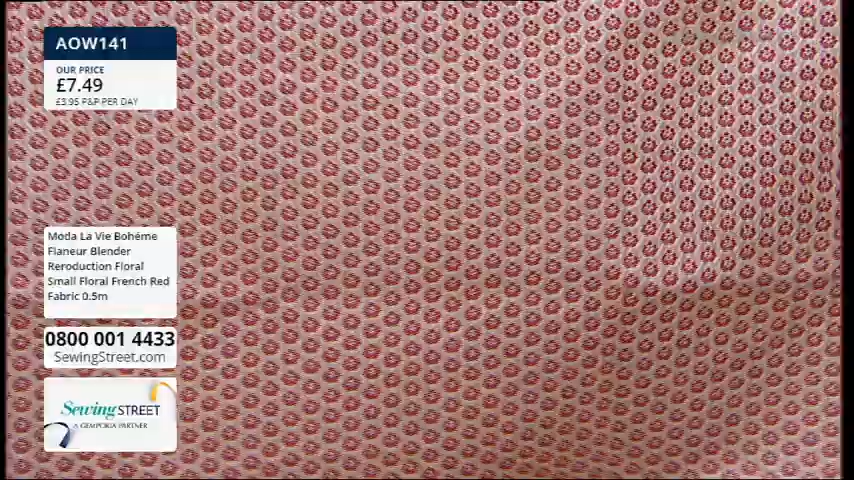 AOW141
OUR PRICE
£7.49
£3.95 P&P PER DAY
Moda La Vie Bohéme
Flaneur Blender
Reroduction Floral
Small Floral French Red
Fabric 0.5m
0800 001 4433
SewingStreet.com
Sewing STREET
A GEMPORIA PARTNER